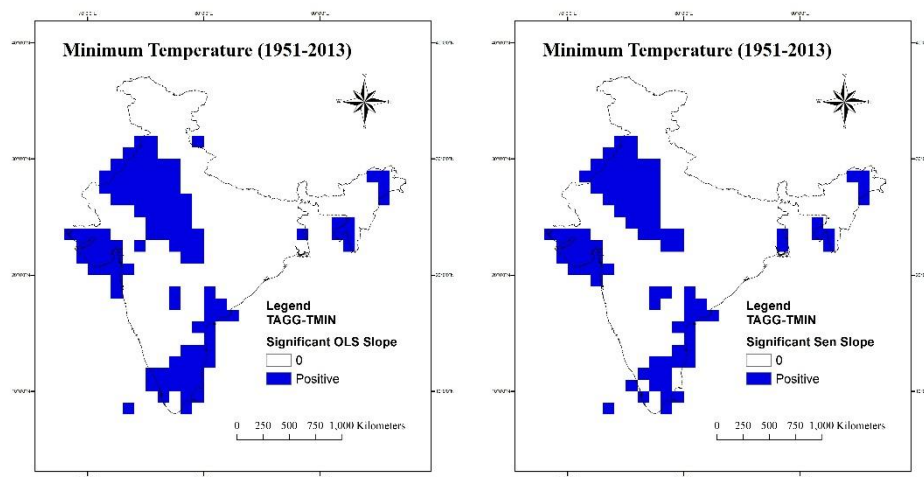 Minimum Temperature (1951-2013)
N
W
E
S
Legend
TAGG-TMIN
Significant OLS Slope
0
Positive
0 250 500 750 1,000 Kilometers
Minimum Temperature (1951-2013)
N
W
E
S
Legend
TAGG-TMIN
Significant Sen Slope
0
Positive
0 250 500 750 1,000 Kilometers